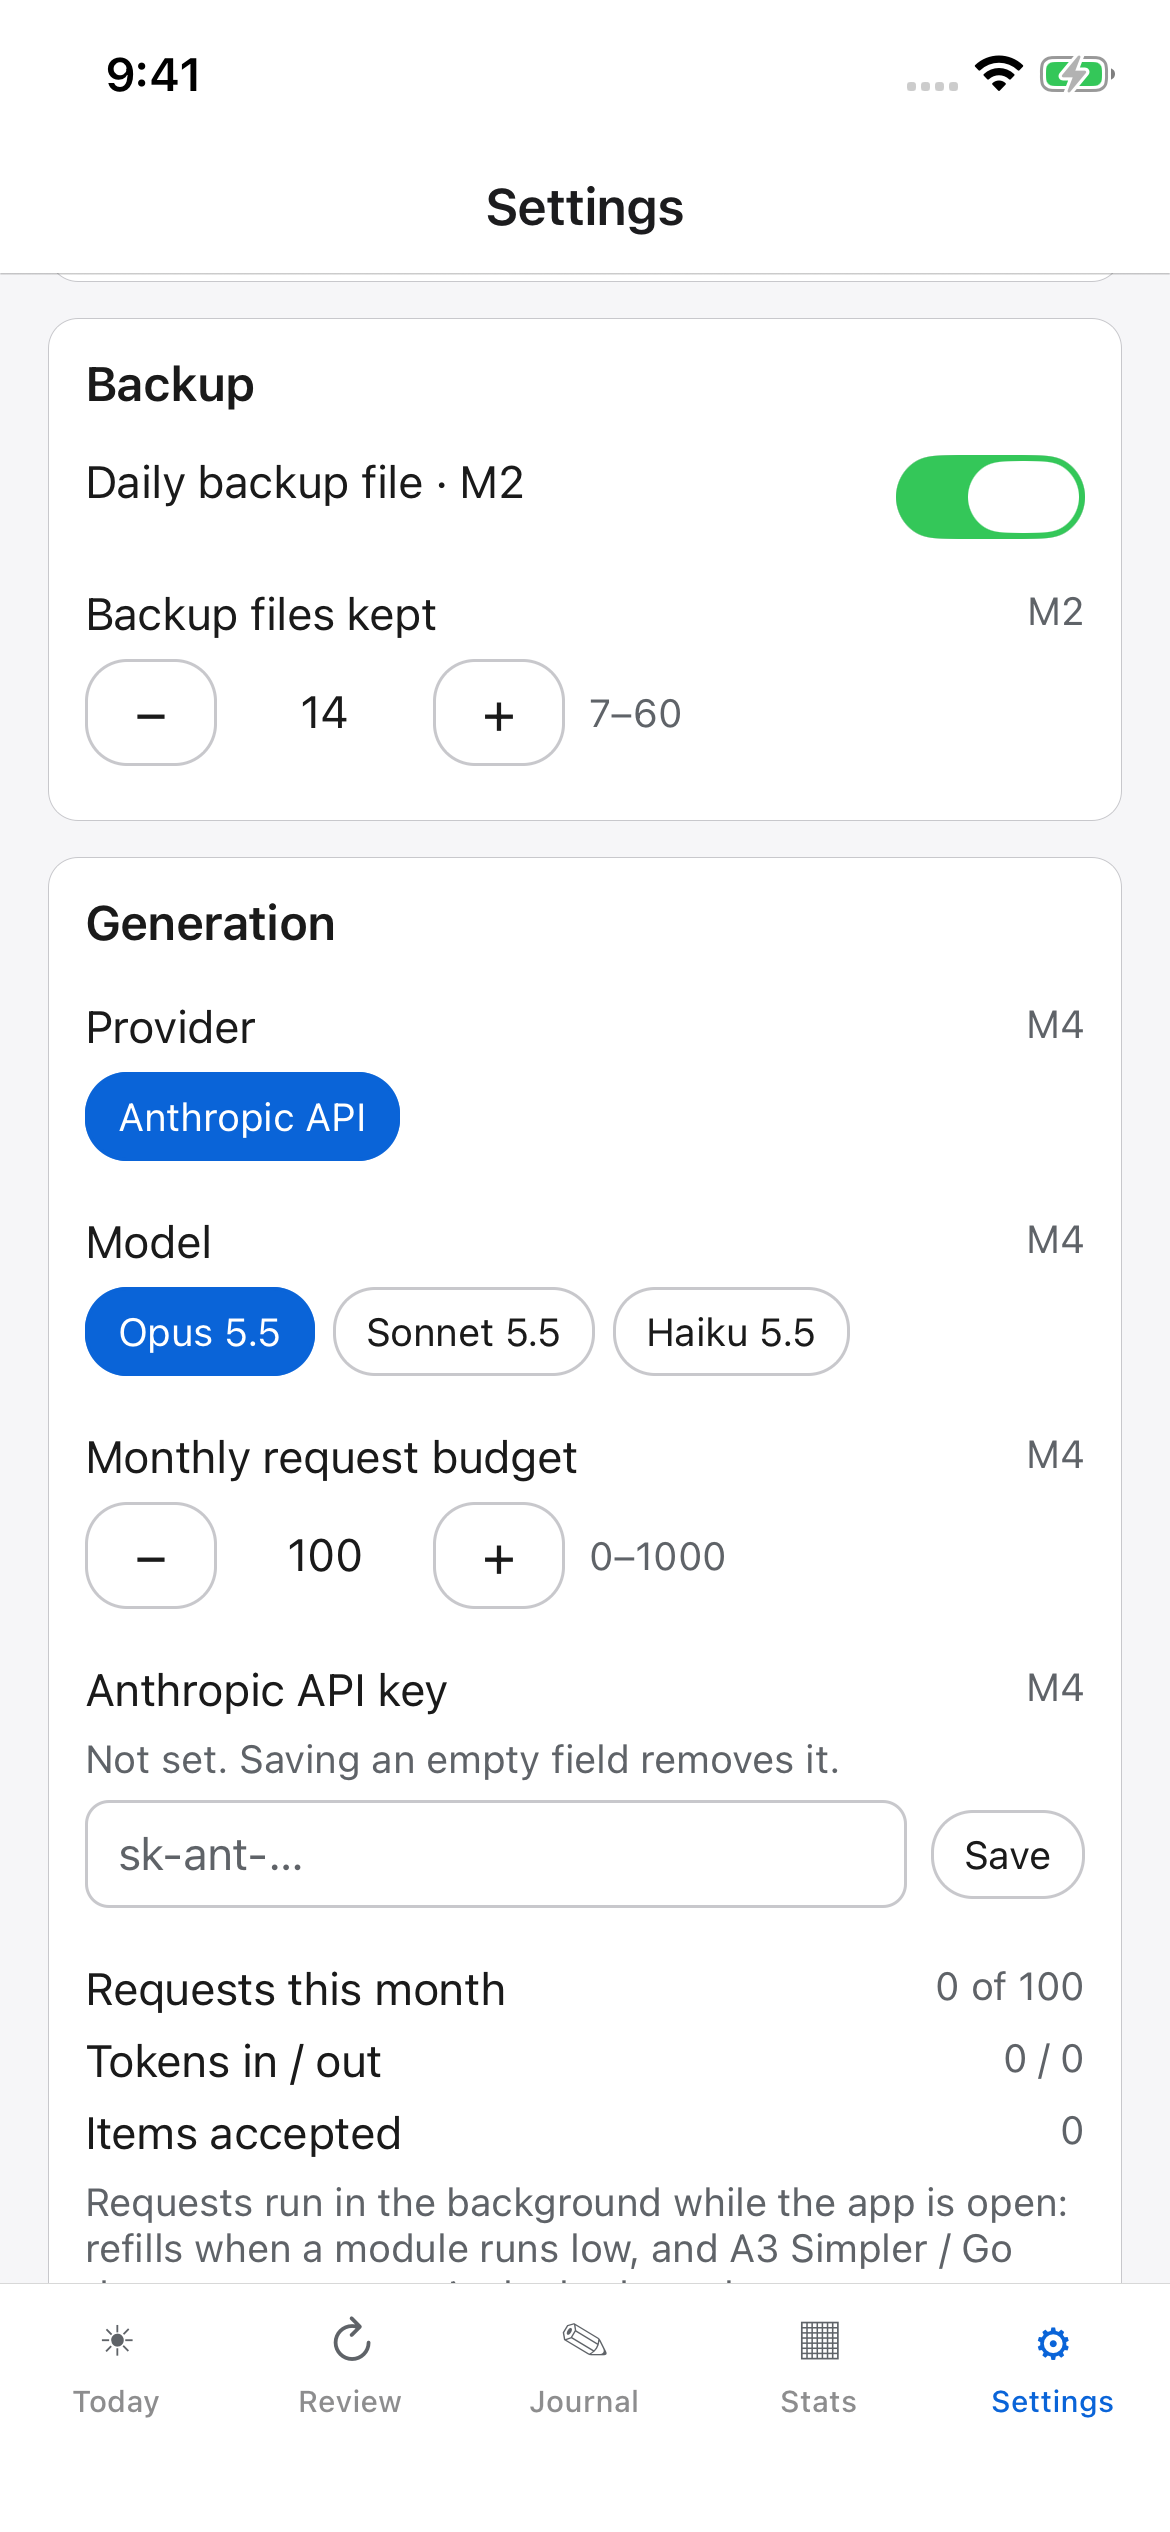 9:41
Settings
Backup
Daily backup file · M2
Backup files kept M2
– 14 + 7–60
Generation
Provider M4
Anthropic API
Model M4
Opus 5.5 Sonnet 5.5 Haiku 5.5
Monthly request budget M4
– 100 + 0–1000
Anthropic API key M4
Not set. Saving an empty field removes it.
sk-ant-... Save
Requests this month 0 of 100
Tokens in / out 0 / 0
Items accepted 0
Requests run in the background while the app is open:
refills when a module runs low, and A3 Simpler / Go
Today Review Journal Stats Settings